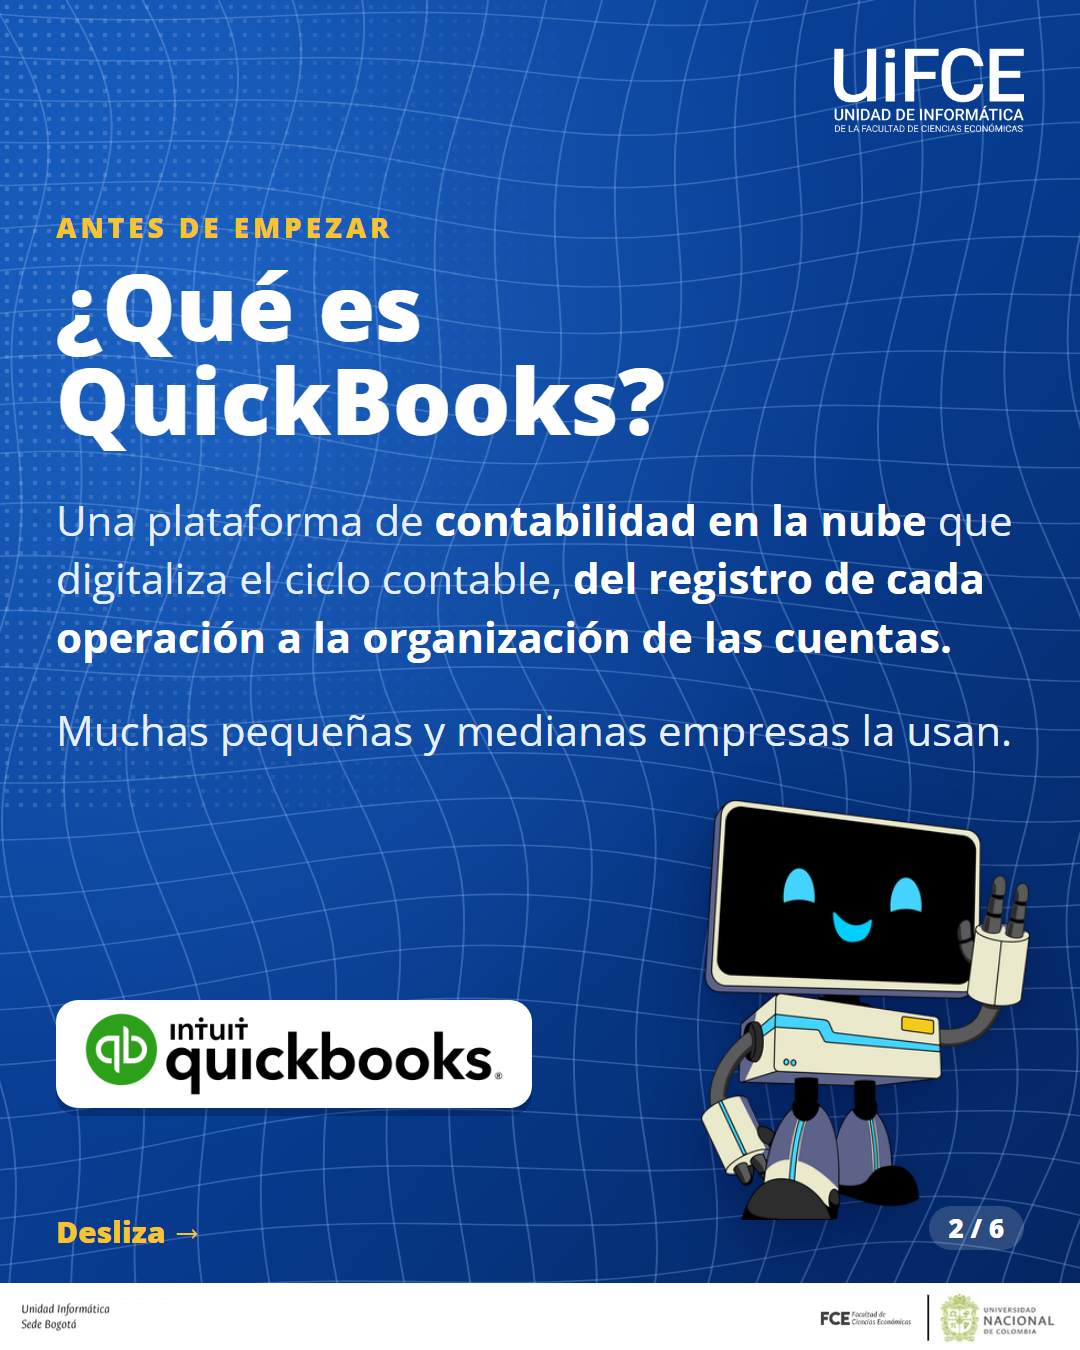 UiFCE
UNIDAD DE INFORMÁTICA
DE LA FACULTAD DE CIENCIAS ECONÓMICAS
ANTES DE EMPEZAR
¿Qué es
QuickBooks?
Una plataforma de contabilidad en la nube que
digitaliza el ciclo contable, del registro de cada
operación a la organización de las cuentas.
Muchas pequeñas y medianas empresas la usan.
qb intuit
quickbooks®
Desliza →
2 / 6
Unidad Informática
Sede Bogotá
FCE Facultad de
Ciencias Económicas
UNIVERSIDAD
NACIONAL
DE COLOMBIA